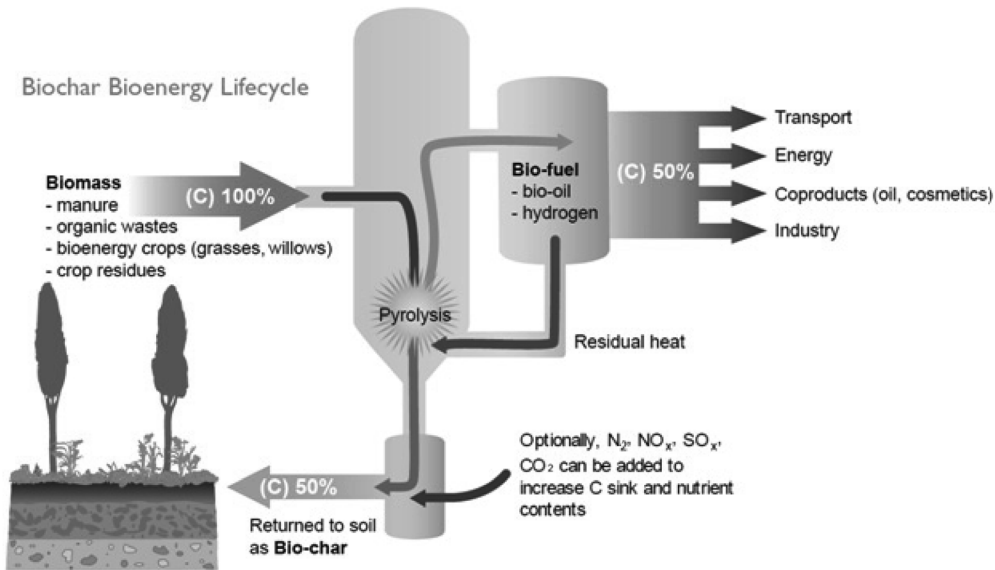 Biochar Bioenergy Lifecycle
Biomass
- manure
- organic wastes
- bioenergy crops (grasses, willows)
- crop residues
(C) 100%
Pyrolysis
Bio-fuel
- bio-oil
- hydrogen
(C) 50%
Transport
Energy
Coproducts (oil, cosmetics)
Industry
Residual heat
Optionally, N₂, NOₓ, SOₓ,
CO₂ can be added to
increase C sink and nutrient
contents
(C) 50%
Returned to soil
as Bio-char